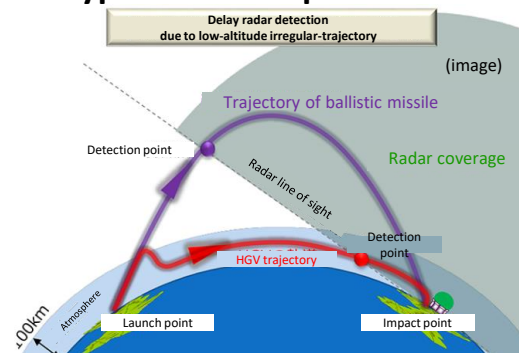 Delay radar detection
due to low-altitude irregular-trajectory
(image)
Trajectory of ballistic missile
Detection point
Radar coverage
Radar line of sight
Detection
point
HGV trajectory
Atmosphere
100km
Launch point
Impact point